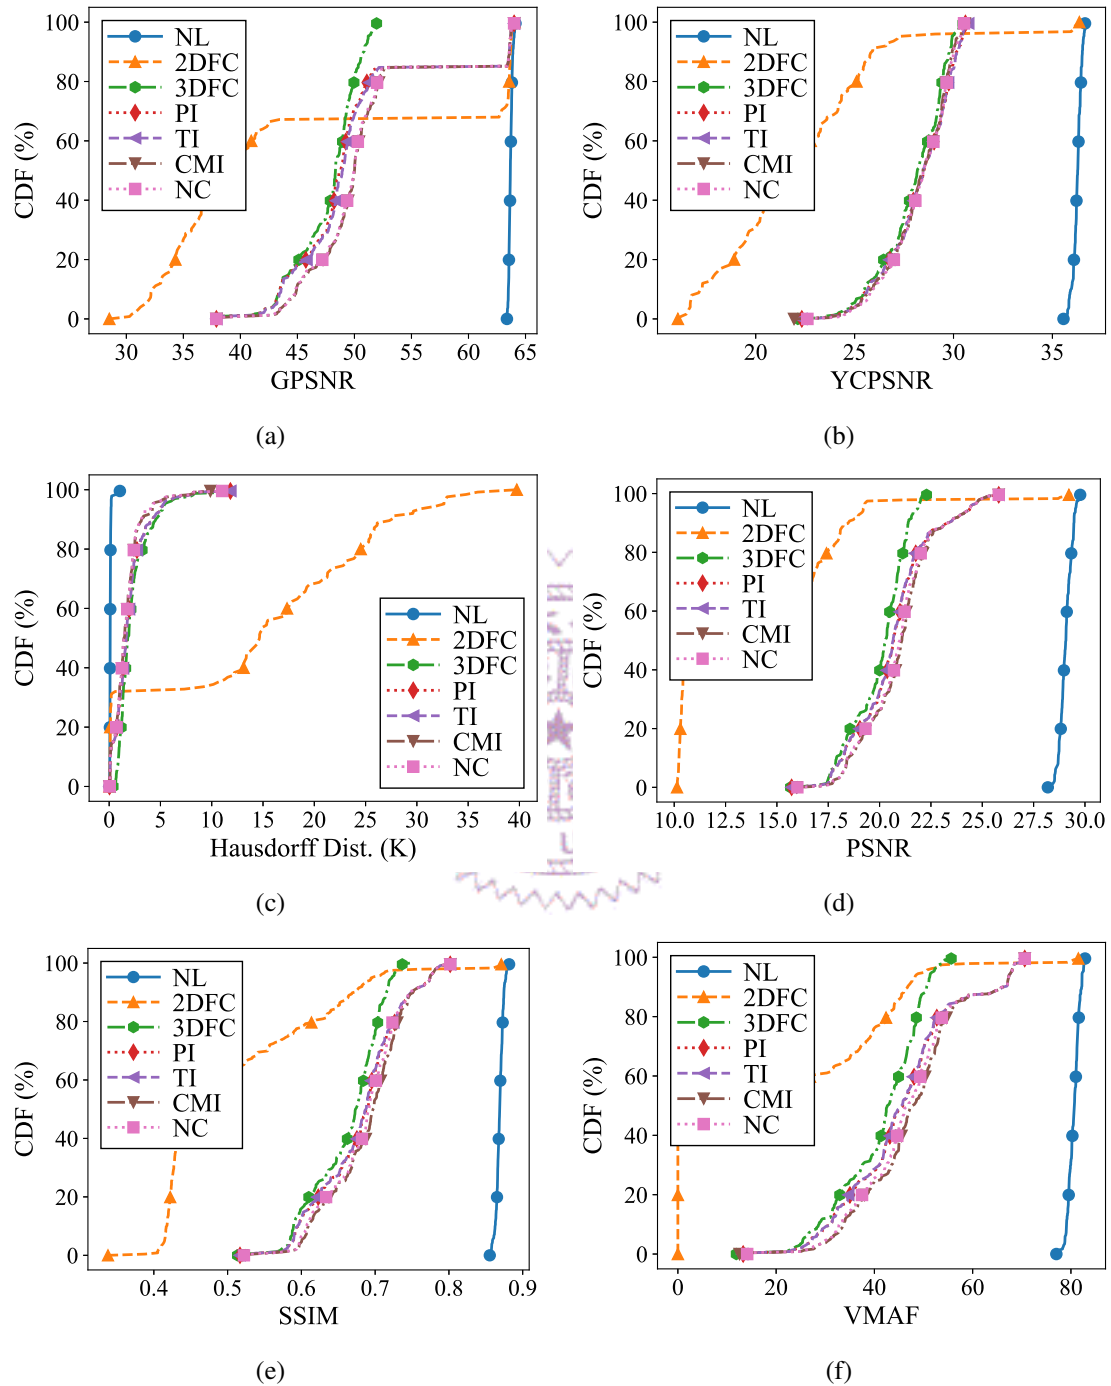 100
80
60
40
20
0
CDF (%)
NL
2DFC
3DFC
PI
TI
CMI
NC
30 35 40 45 50 55 60 65
GPSNR
(a)
100
80
60
40
20
0
CDF (%)
NL
2DFC
3DFC
PI
TI
CMI
NC
20 25 30 35
YCPSNR
(b)
100
80
60
40
20
0
CDF (%)
NL
2DFC
3DFC
PI
TI
CMI
NC
0 5 10 15 20 25 30 35 40
Hausdorff Dist. (K)
(c)
100
80
60
40
20
0
CDF (%)
NL
2DFC
3DFC
PI
TI
CMI
NC
10.0 12.5 15.0 17.5 20.0 22.5 25.0 27.5 30.0
PSNR
(d)
100
80
60
40
20
0
CDF (%)
NL
2DFC
3DFC
PI
TI
CMI
NC
0.4 0.5 0.6 0.7 0.8 0.9
SSIM
(e)
100
80
60
40
20
0
CDF (%)
NL
2DFC
3DFC
PI
TI
CMI
NC
0 20 40 60 80
VMAF
(f)